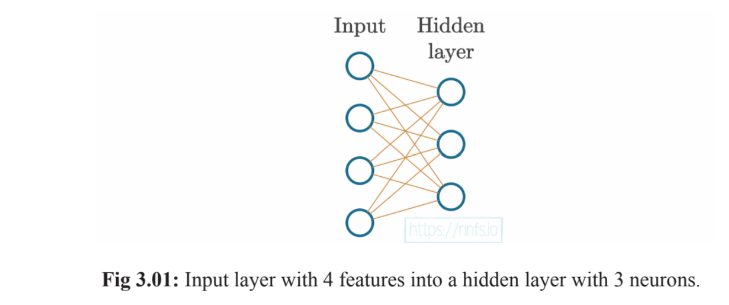 Input Hidden
layer
https://nnfs.io
Fig 3.01: Input layer with 4 features into a hidden layer with 3 neurons.